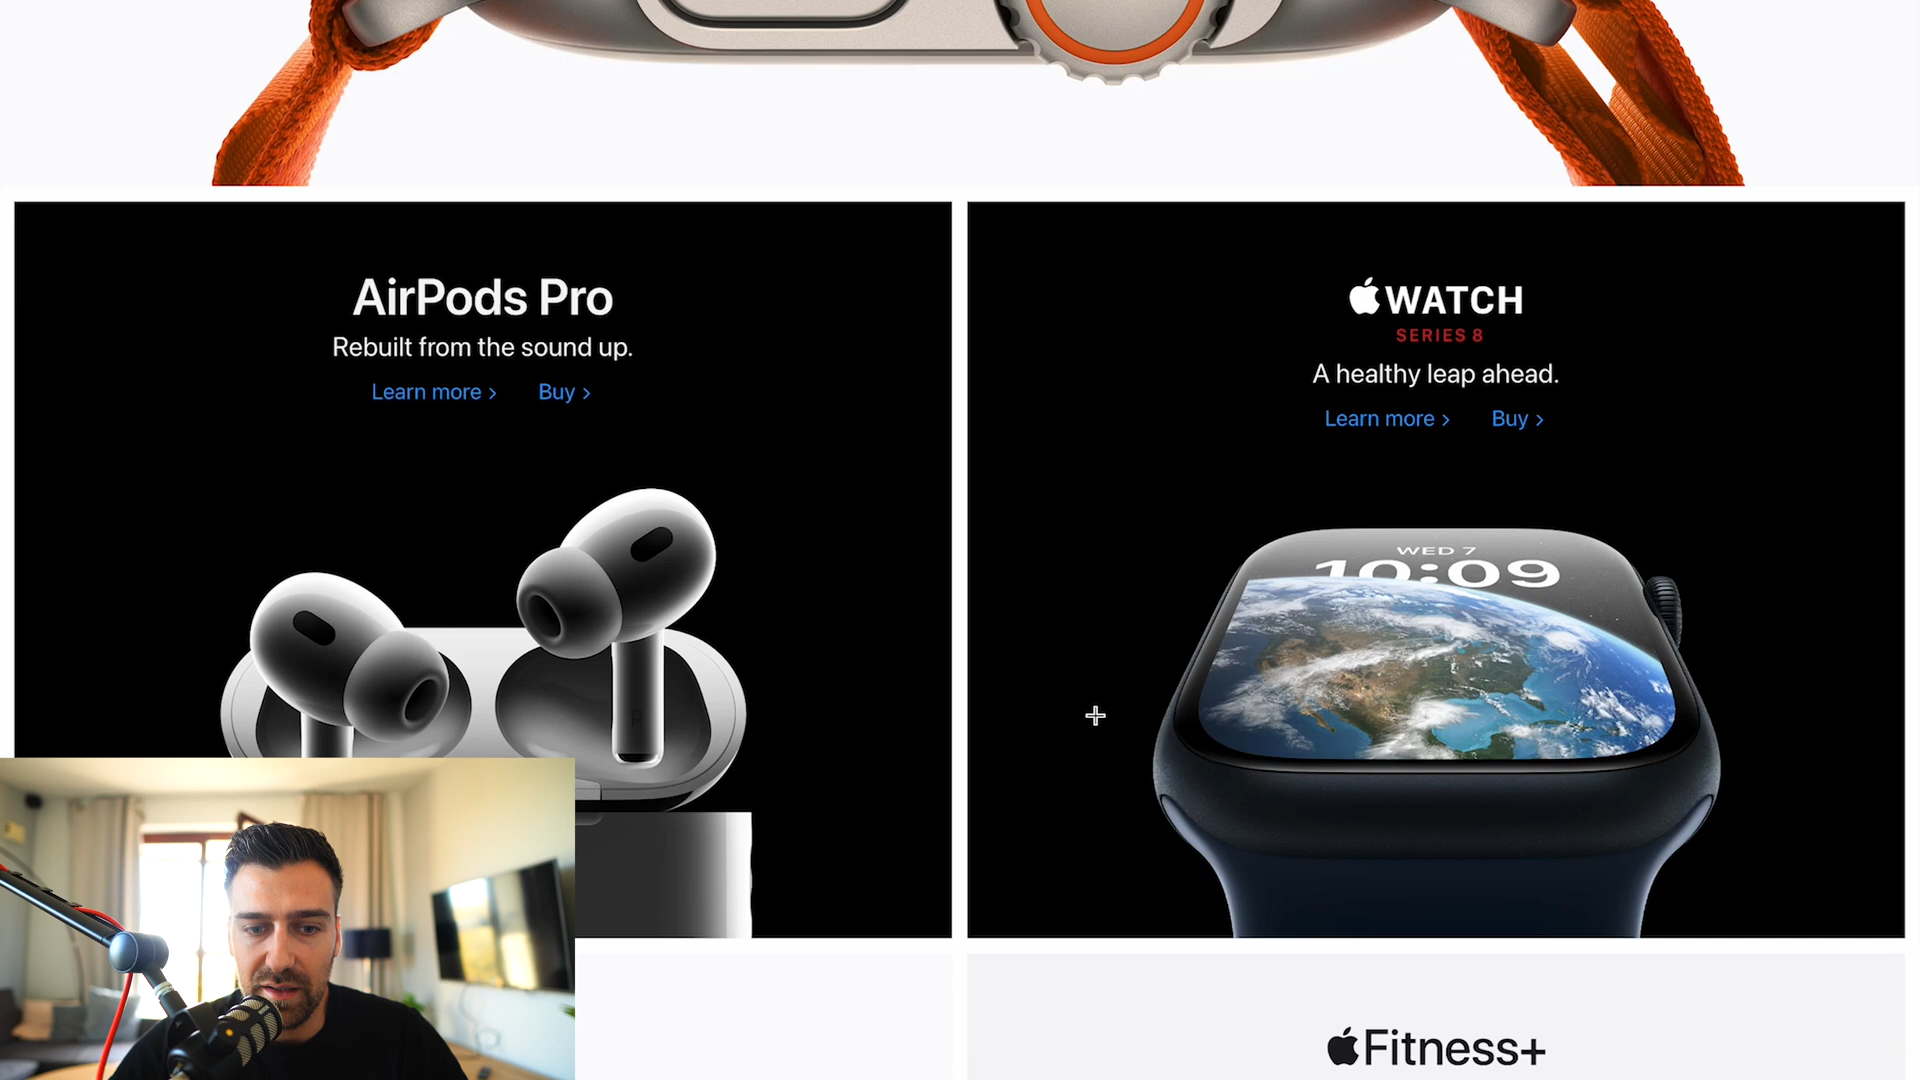 AirPods Pro
Rebuilt from the sound up.
Learn more > Buy >
WATCH
SERIES 8
A healthy leap ahead.
Learn more > Buy >
WED 7
10:09
Fitness+